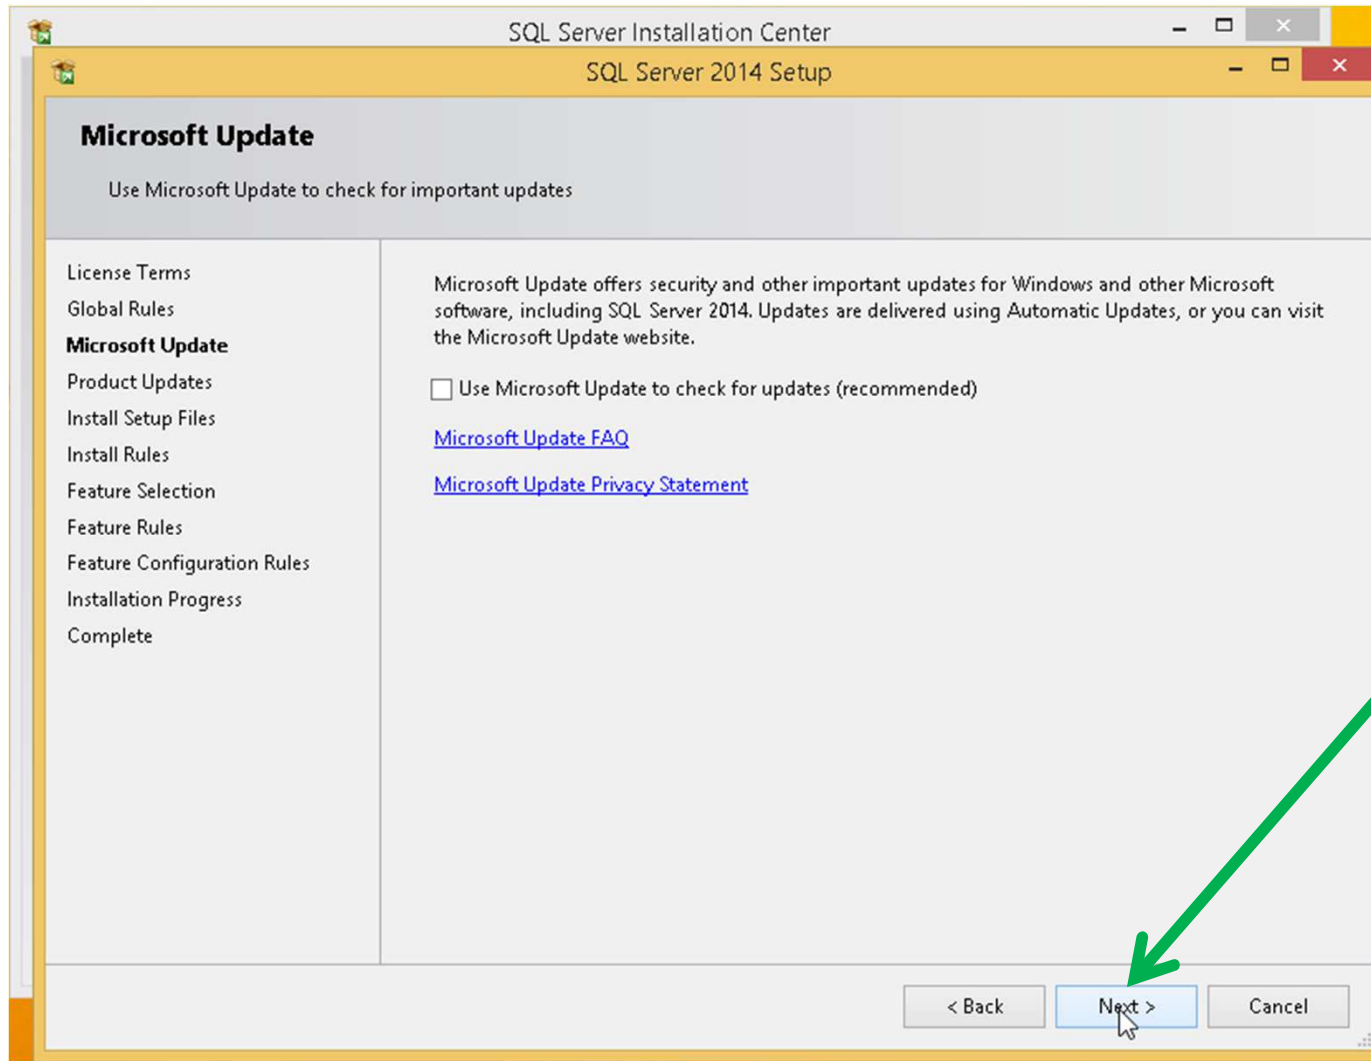 SQL Server Installation Center
SQL Server 2014 Setup
Microsoft Update
Use Microsoft Update to check for important updates
License Terms
Global Rules
Microsoft Update
Product Updates
Install Setup Files
Install Rules
Feature Selection
Feature Rules
Feature Configuration Rules
Installation Progress
Complete
Microsoft Update offers security and other important updates for Windows and other Microsoft
software, including SQL Server 2014. Updates are delivered using Automatic Updates, or you can visit
the Microsoft Update website.
Use Microsoft Update to check for updates (recommended)
Microsoft Update FAQ
Microsoft Update Privacy Statement
< Back
Next >
Cancel